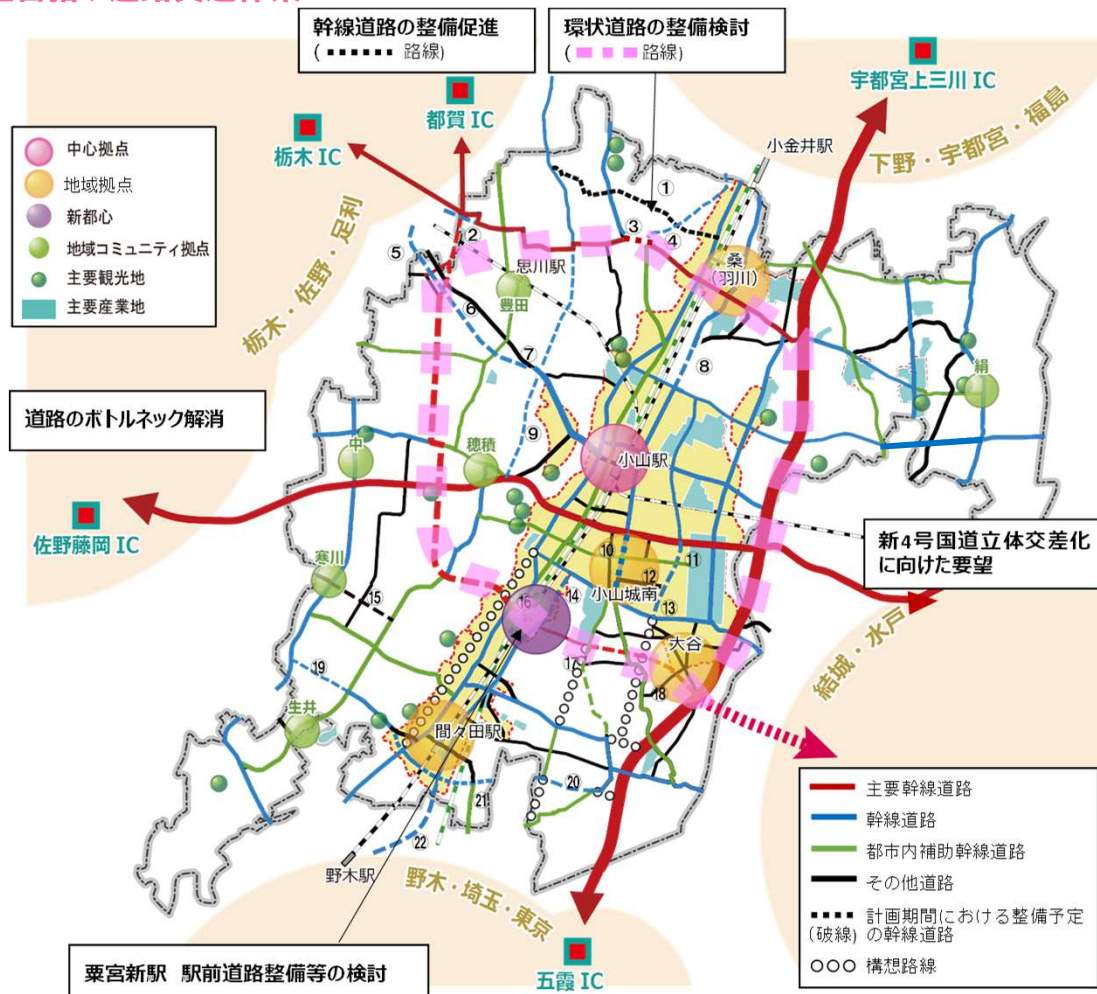 幹線道路の整備促進
( 路線)
環状道路の整備検討
( 路線)
宇都宮上三川 IC
都賀 IC
栃木 IC
小金井駅
下野・宇都宮・福島
中心拠点
地域拠点
新都心
地域コミュニティ拠点
主要観光地
主要産業地
栃木・佐野・足利
①
②
③
④
⑤
思川駅
桑
(羽川)
豊田
⑥
⑦
⑧
絹
道路のボトルネック解消
⑨
中
穂積
小山駅
佐野藤岡 IC
新4号国道立体交差化
に向けた要望
寒川
⑩
⑪
⑫
小山城南
⑬
⑭
⑮
⑯
大谷
結城・水戸
⑰
⑱
⑲
生井
間々田駅
⑳
㉑
㉒
野木駅
野木・埼玉・東京
主要幹線道路
幹線道路
都市内補助幹線道路
その他道路
計画期間における整備予定
(破線) の幹線道路
構想路線
粟宮新駅 駅前道路整備等の検討
五霞 IC